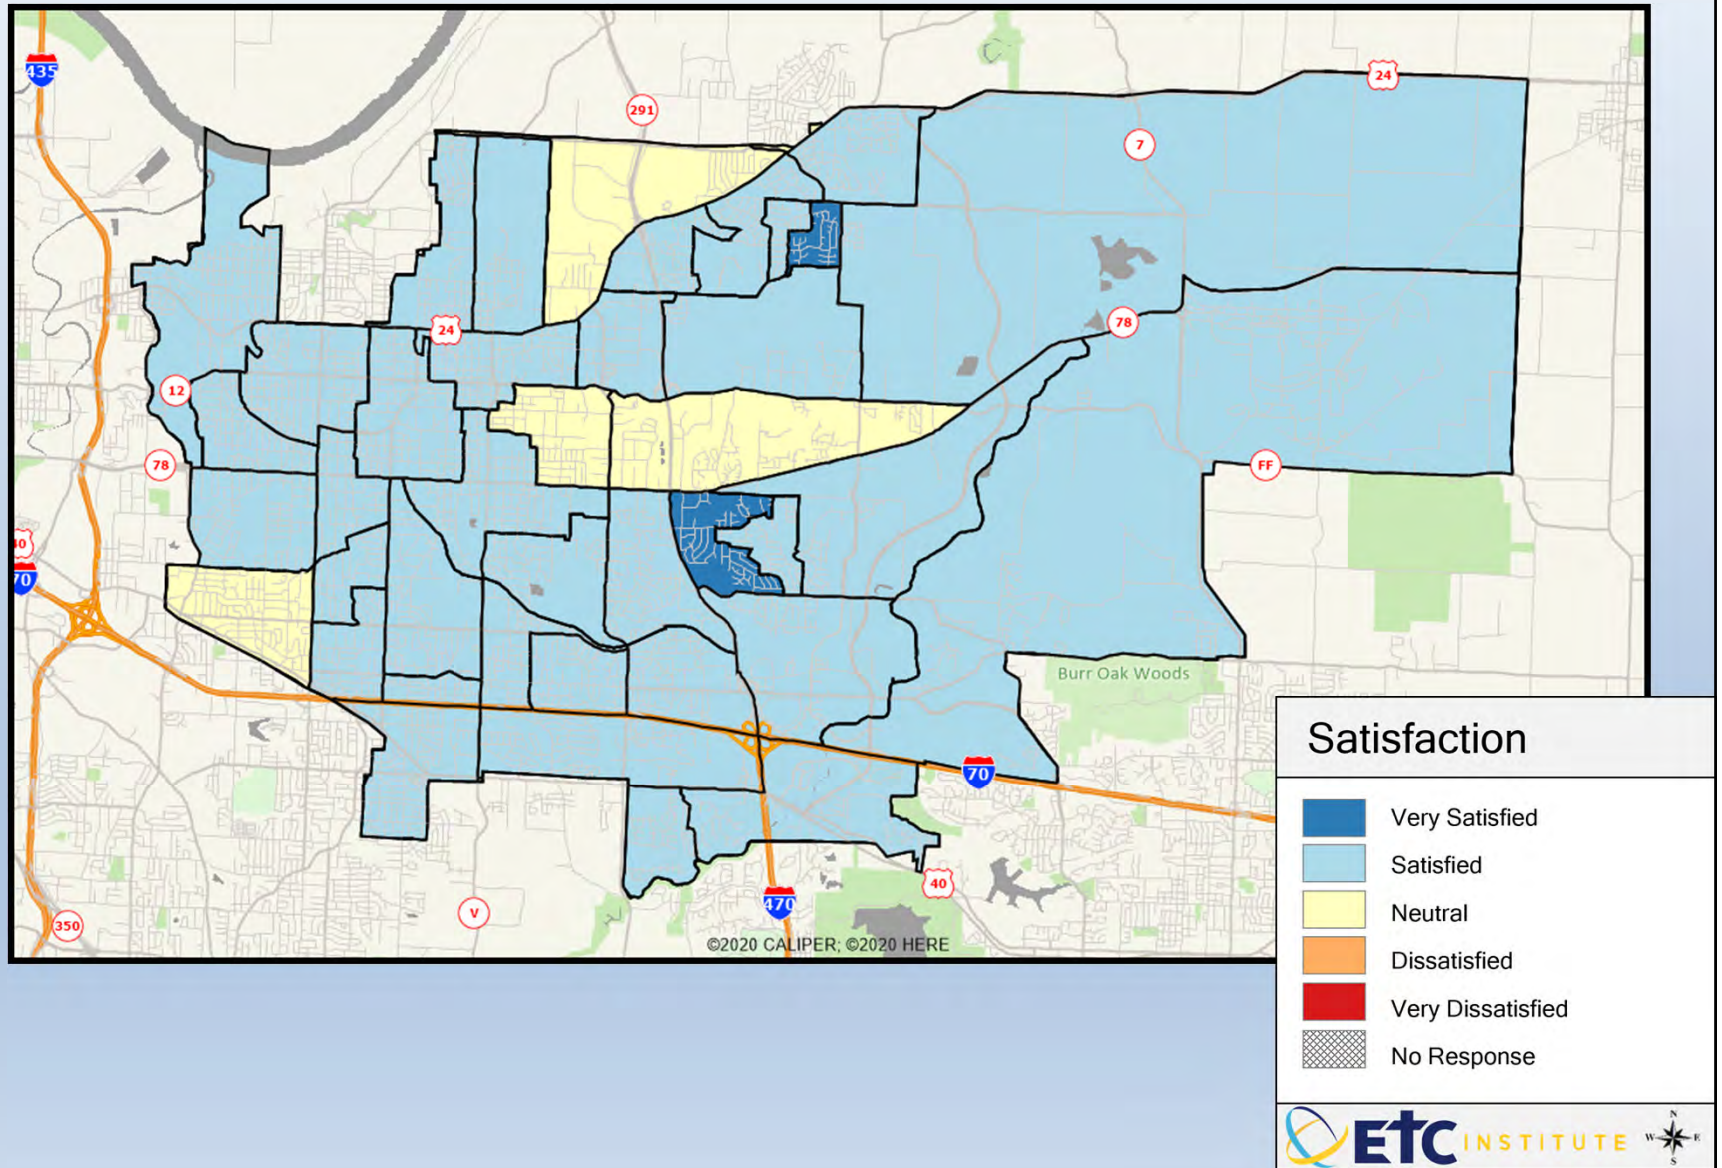 435
24
291
7
24
78
12
78
FF
40
70
Burr Oak Woods
70
40
470
V
350
©2020 CALIPER; ©2020 HERE
Satisfaction
Very Satisfied
Satisfied
Neutral
Dissatisfied
Very Dissatisfied
No Response
ETC INSTITUTE
N
W E
S